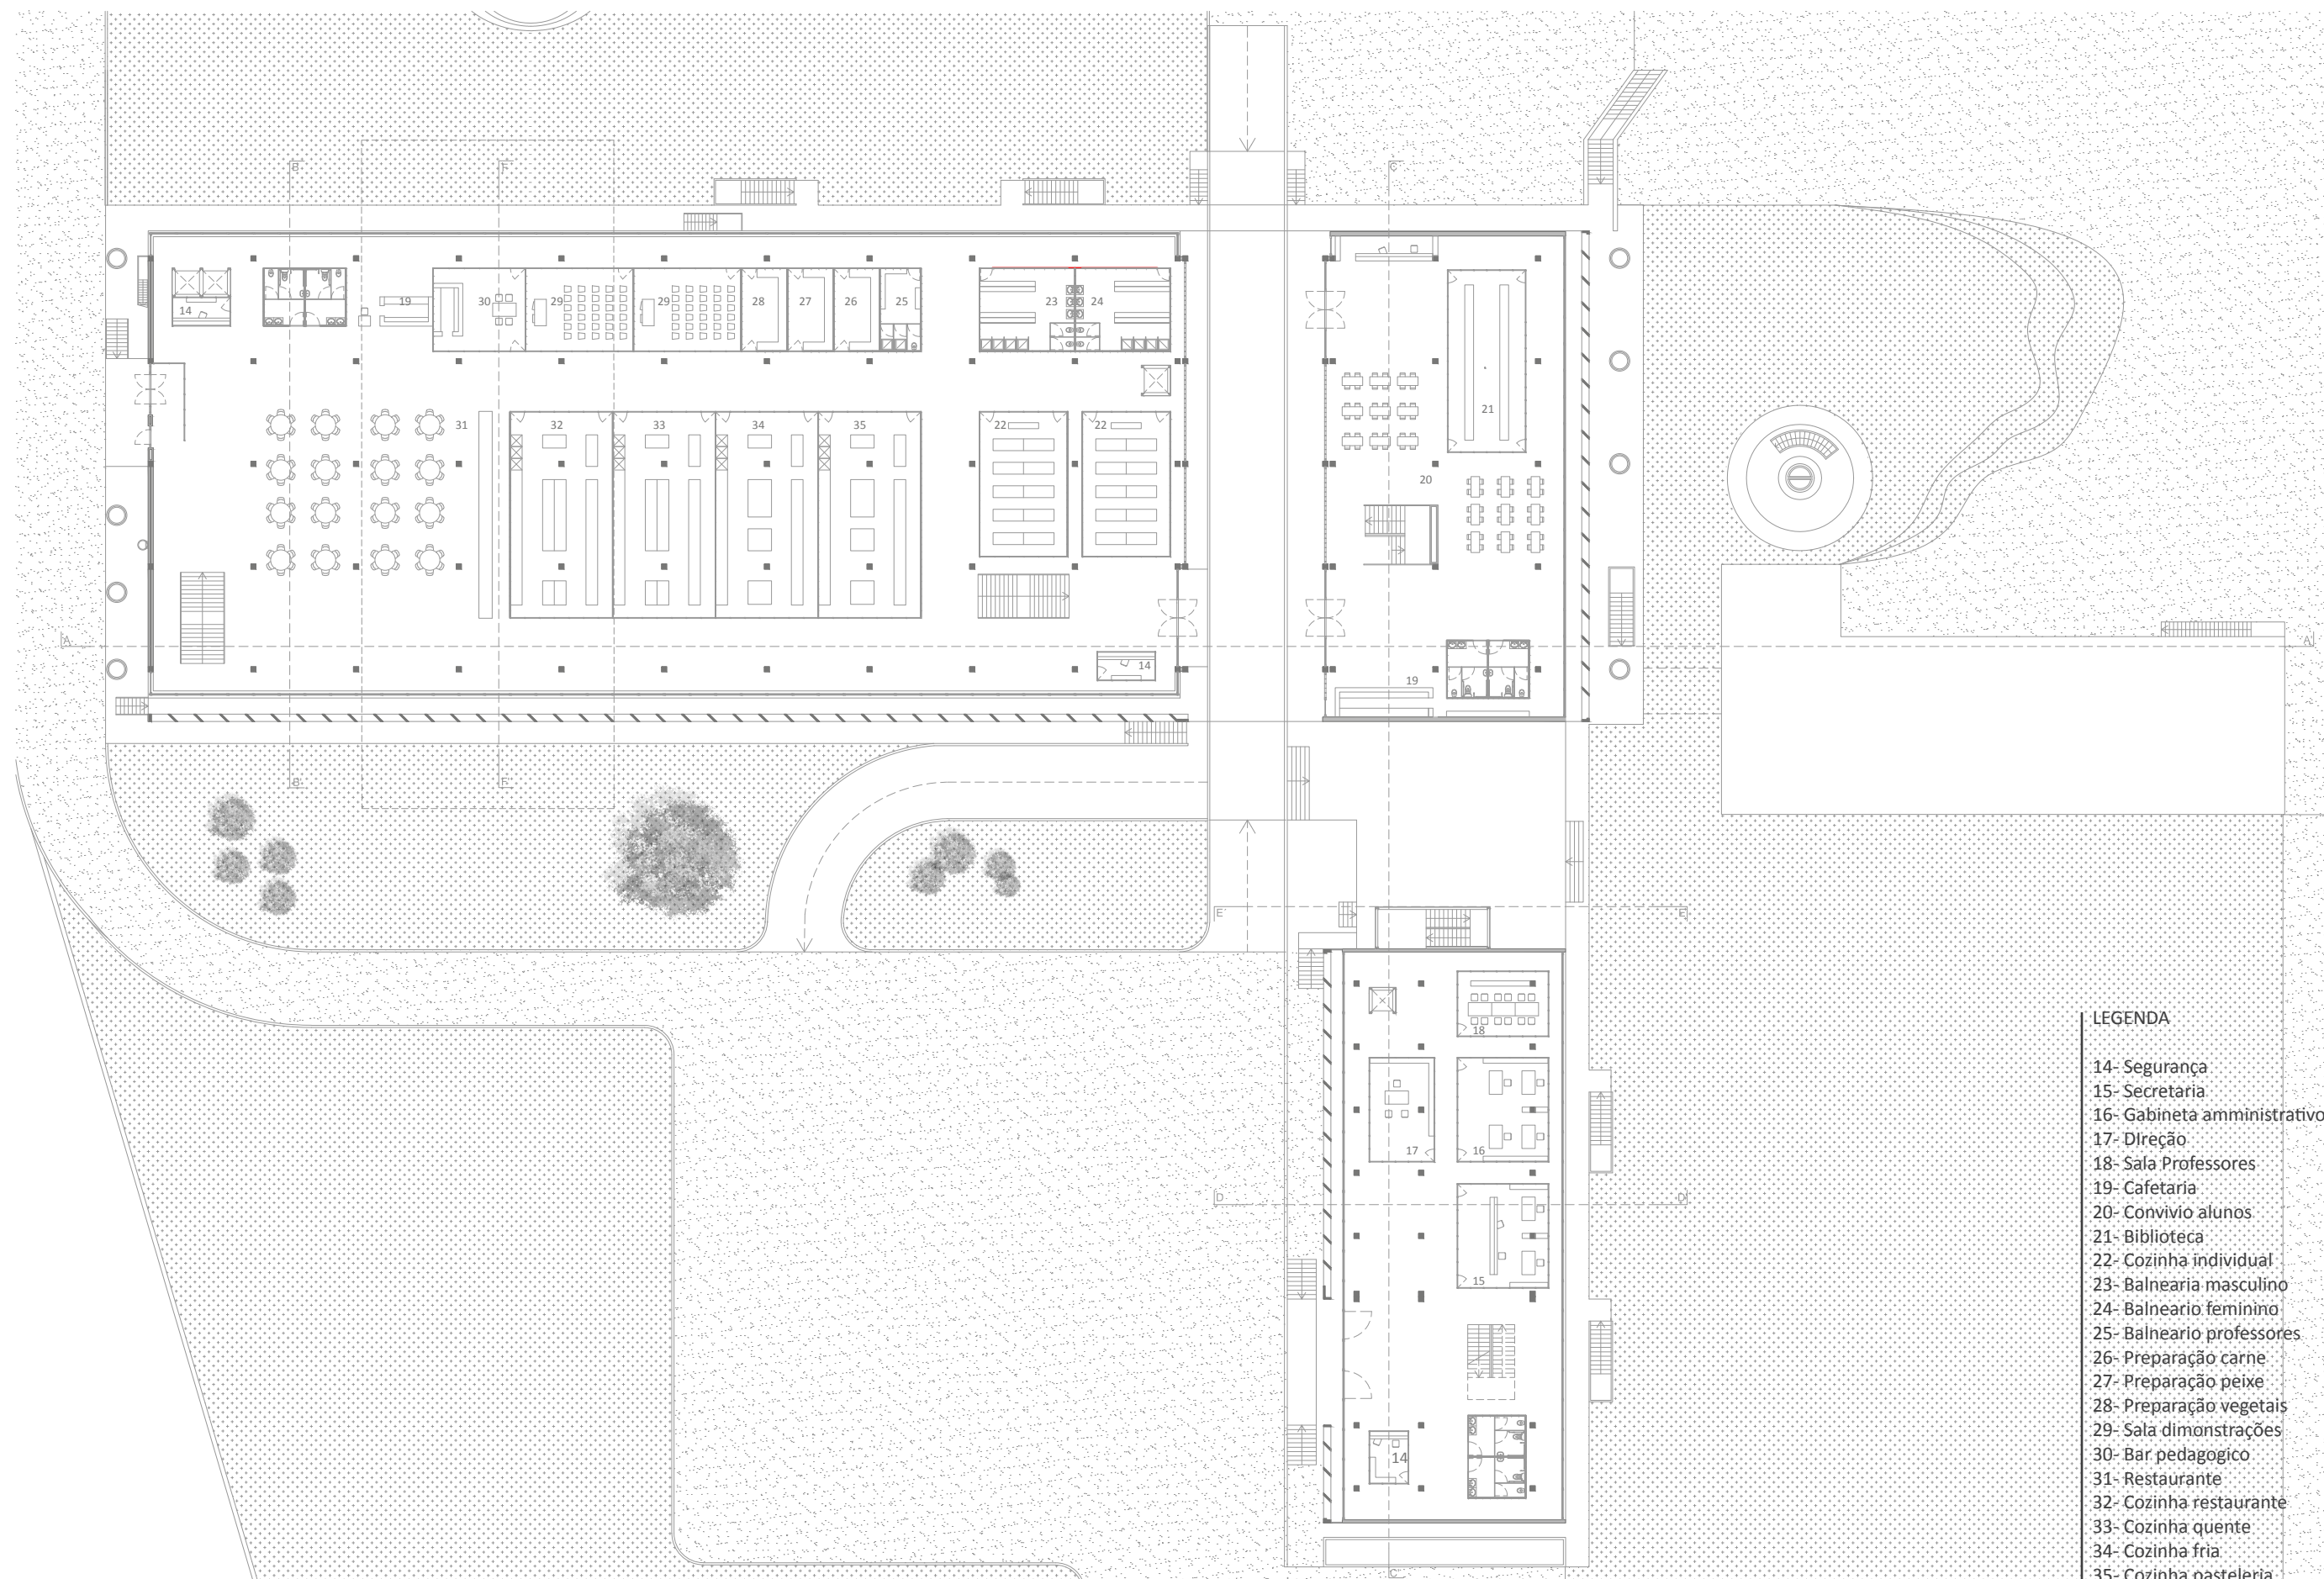 B
F
C
14
19
30
29
29
28
27
26
25
23
24
21
31
32
33
34
35
22
22
20
A
A'
14
19
B'
F'
E'
E
18
17
16
D
D'
15
14
C'
LEGENDA
14- Segurança
15- Secretaria
16- Gabineta amministrativo
17- DIreção
18- Sala Professores
19- Cafetaria
20- Convivio alunos
21- Biblioteca
22- Cozinha individual
23- Balnearia masculino
24- Balneario feminino
25- Balneario professores
26- Preparação carne
27- Preparação peixe
28- Preparação vegetais
29- Sala dimonstrações
30- Bar pedagogico
31- Restaurante
32- Cozinha restaurante
33- Cozinha quente
34- Cozinha fria
35- Cozinha pasteleria